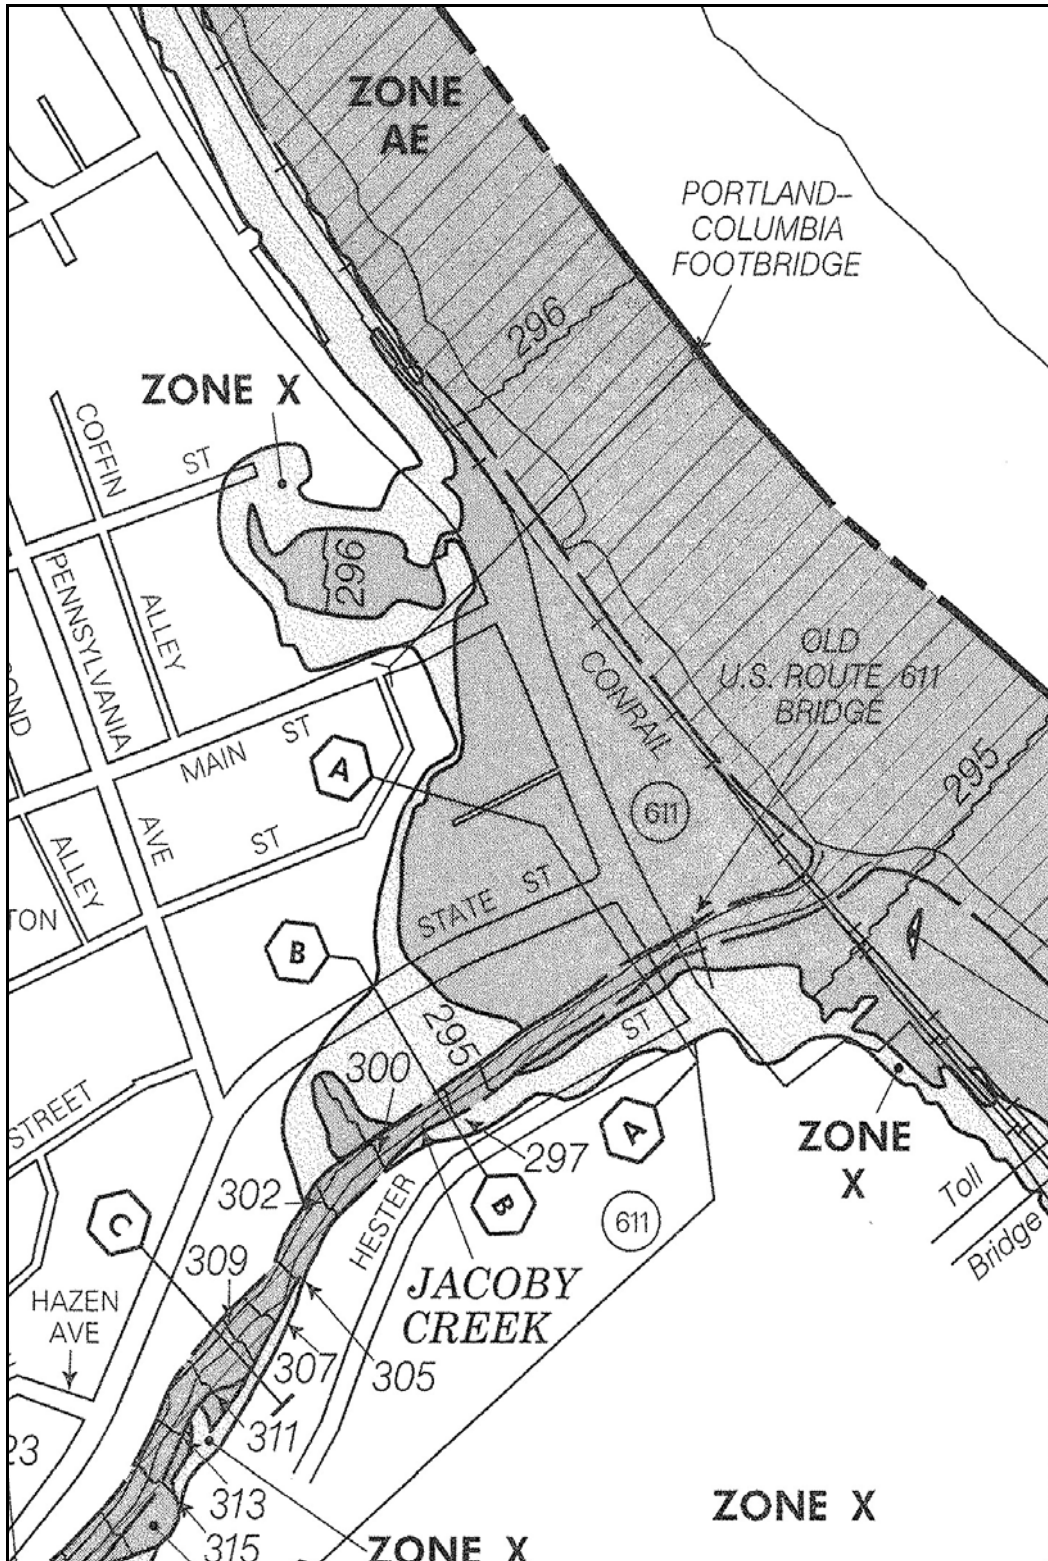 ZONE
AE
PORTLAND–
COLUMBIA
FOOTBRIDGE
296
ZONE X
COFFIN
ST
296
PENNSYLVANIA
ALLEY
OND
OLD
U.S. ROUTE 611
BRIDGE
CONRAIL
MAIN ST
A
295
611
AVE
ST
ALLEY
TON
STATE ST
B
295
ST
300
STREET
ZONE
X
A
297
302
B
611
Toll
Bridge
C
HESTER
309
JACOBY
CREEK
HAZEN
AVE
307
305
311
23
313
ZONE X
315
ZONE X